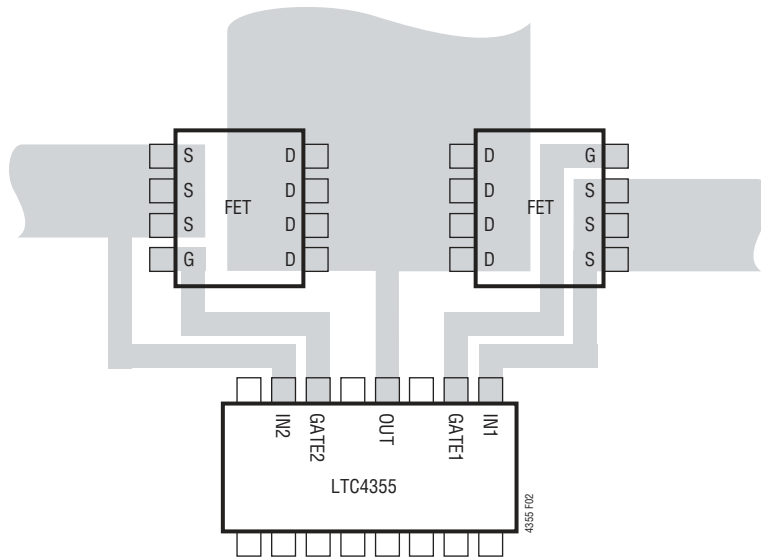 S D
S D
FET
S D
G D
D G
D S
FET
D S
D S
IN2
GATE2
OUT
GATE1
IN1
LTC4355
4355 F02